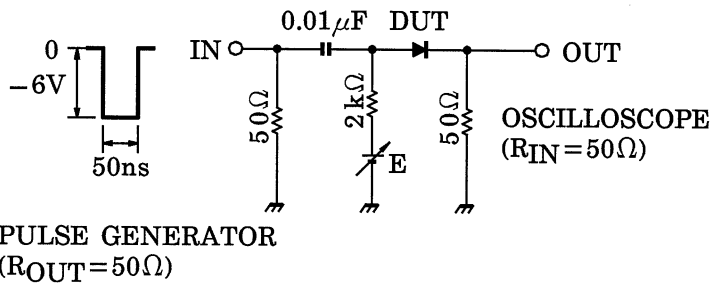 0.01μF DUT
0
IN
OUT
−6V
50Ω
2kΩ
50Ω
OSCILLOSCOPE
(RIN=50Ω)
50ns
E
PULSE GENERATOR
(ROUT=50Ω)